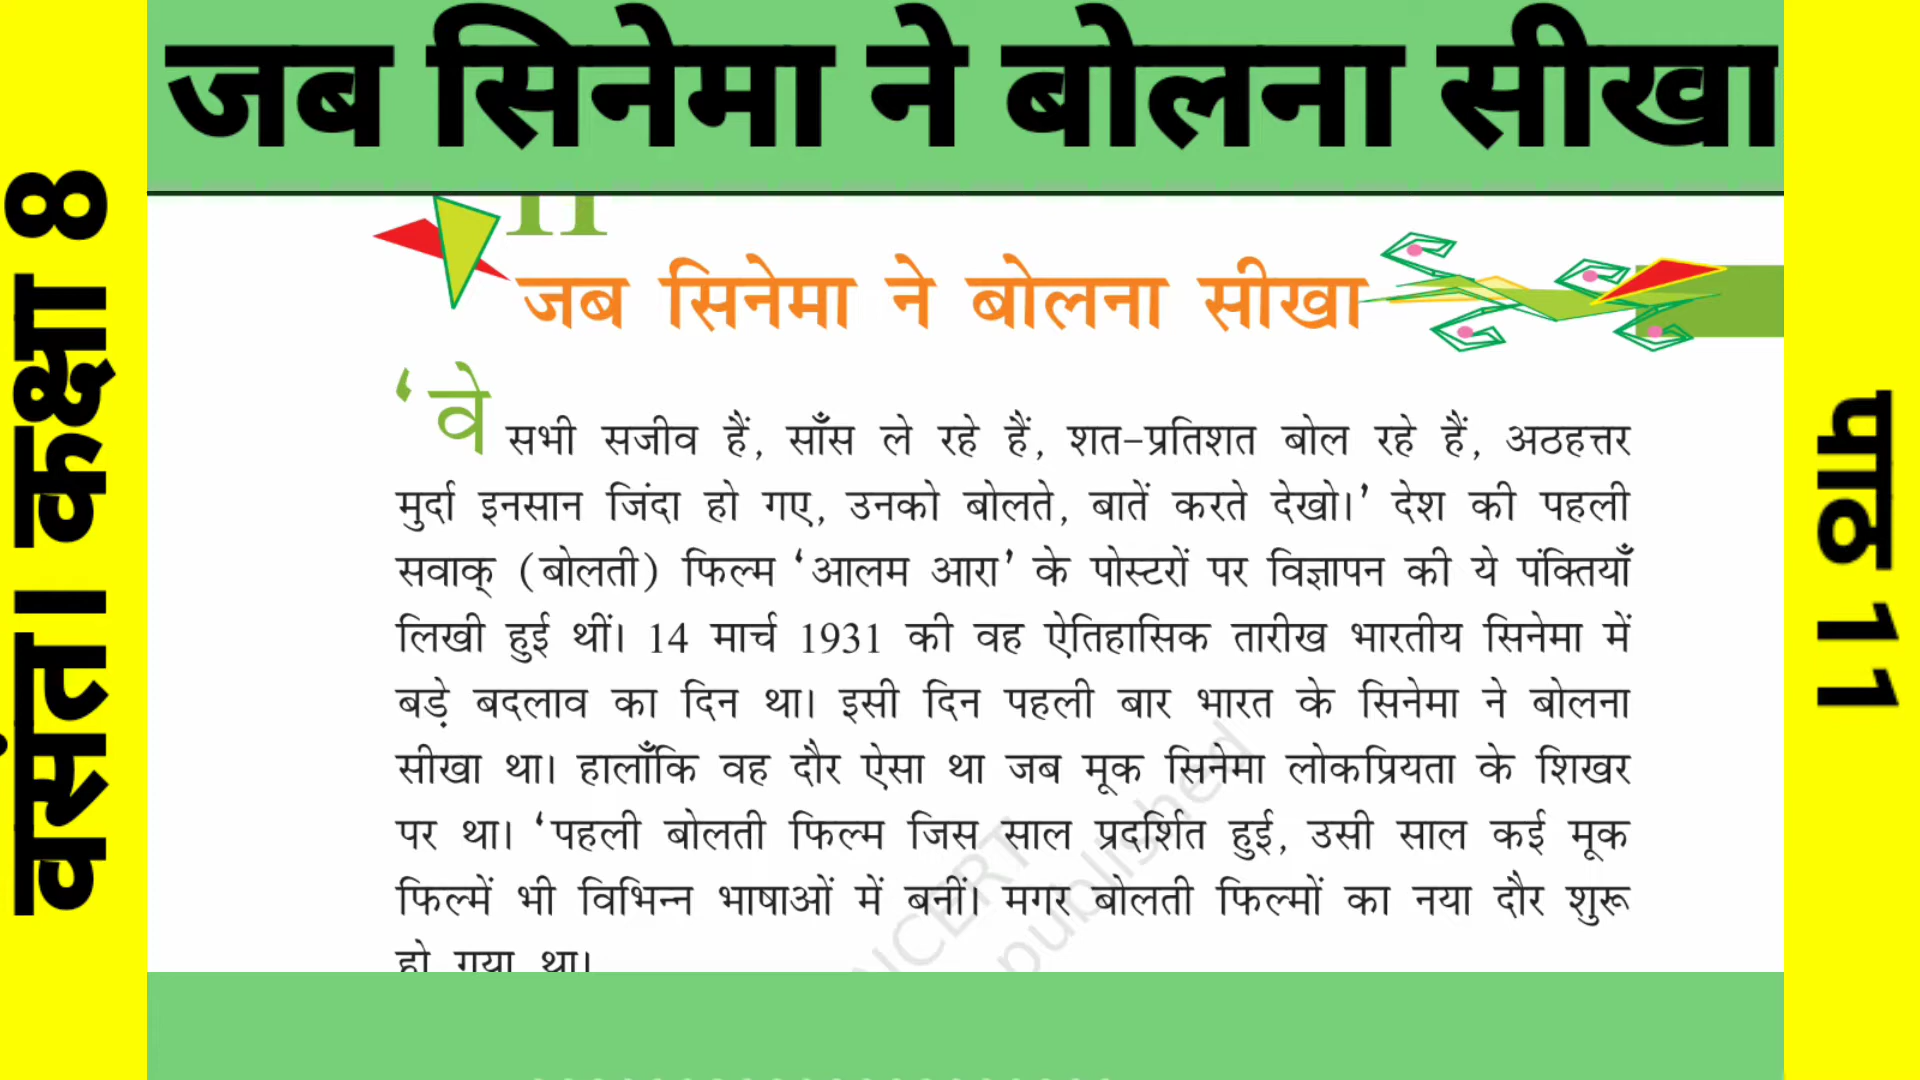 जब सिनेमा ने बोलना सीखा
वसंत। कक्षा 8
पाठ 11
11
जब सिनेमा ने बोलना सीखा
‘वे सभी सजीव हैं, साँस ले रहे हैं, शत-प्रतिशत बोल रहे हैं, अठहत्तर
मुर्दा इनसान जिंदा हो गए, उनको बोलते, बातें करते देखो।’ देश की पहली
सवाक् (बोलती) फिल्म ‘आलम आरा’ के पोस्टरों पर विज्ञापन की ये पंक्तियाँ
लिखी हुई थीं। 14 मार्च 1931 की वह ऐतिहासिक तारीख भारतीय सिनेमा में
बड़े बदलाव का दिन था। इसी दिन पहली बार भारत के सिनेमा ने बोलना
सीखा था। हालाँकि वह दौर ऐसा था जब मूक सिनेमा लोकप्रियता के शिखर
पर था। ‘पहली बोलती फिल्म जिस साल प्रदर्शित हुई, उसी साल कई मूक
फिल्में भी विभिन्न भाषाओं में बनीं। मगर बोलती फिल्मों का नया दौर शुरू
हो गया था।
NCERT
published